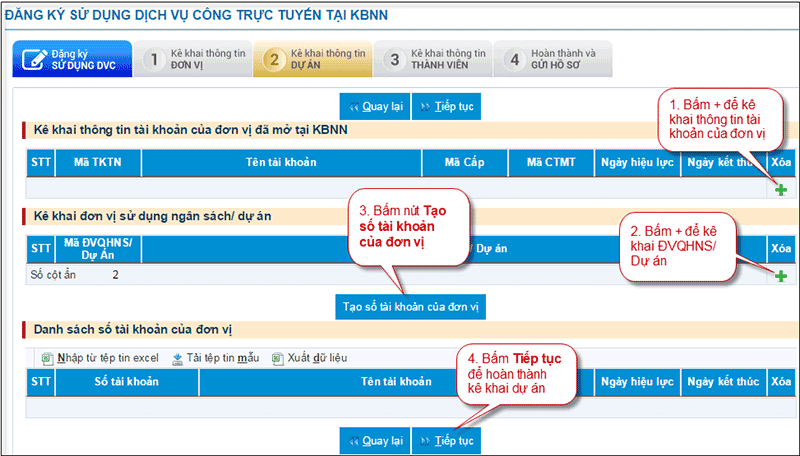 ĐĂNG KÝ SỬ DỤNG DỊCH VỤ CÔNG TRỰC TUYẾN TẠI KBNN
Đăng ký
SỬ DỤNG DVC
1 Kê khai thông tin
ĐƠN VỊ
2 Kê khai thông tin
DỰ ÁN
3 Kê khai thông tin
THÀNH VIÊN
4 Hoàn thành và
GỬI HỒ SƠ
Quay lại Tiếp tục
1. Bấm + để kê
khai thông tin tài
khoản của đơn vị
Kê khai thông tin tài khoản của đơn vị đã mở tại KBNN
STT Mã TKTN Tên tài khoản Mã Cấp Mã CTMT Ngày hiệu lực Ngày kết thúc Xóa
3. Bấm nút Tạo
số tài khoản
của đơn vị
Kê khai đơn vị sử dụng ngân sách/ dự án
2. Bấm + để kê
khai ĐVQHNS/
Dự án
STT Mã ĐVQHNS/
Dự Án
/ Dự án Xóa
Số cột ẩn 2
Tạo số tài khoản của đơn vị
Danh sách số tài khoản của đơn vị
Nhập từ tệp tin excel Tải tệp tin mẫu Xuất dữ liệu
4. Bấm Tiếp tục
để hoàn thành
kê khai dự án
STT Số tài khoản Tên tài khoản Ngày hiệu lực Ngày kết thúc Xóa
Quay lại Tiếp tục